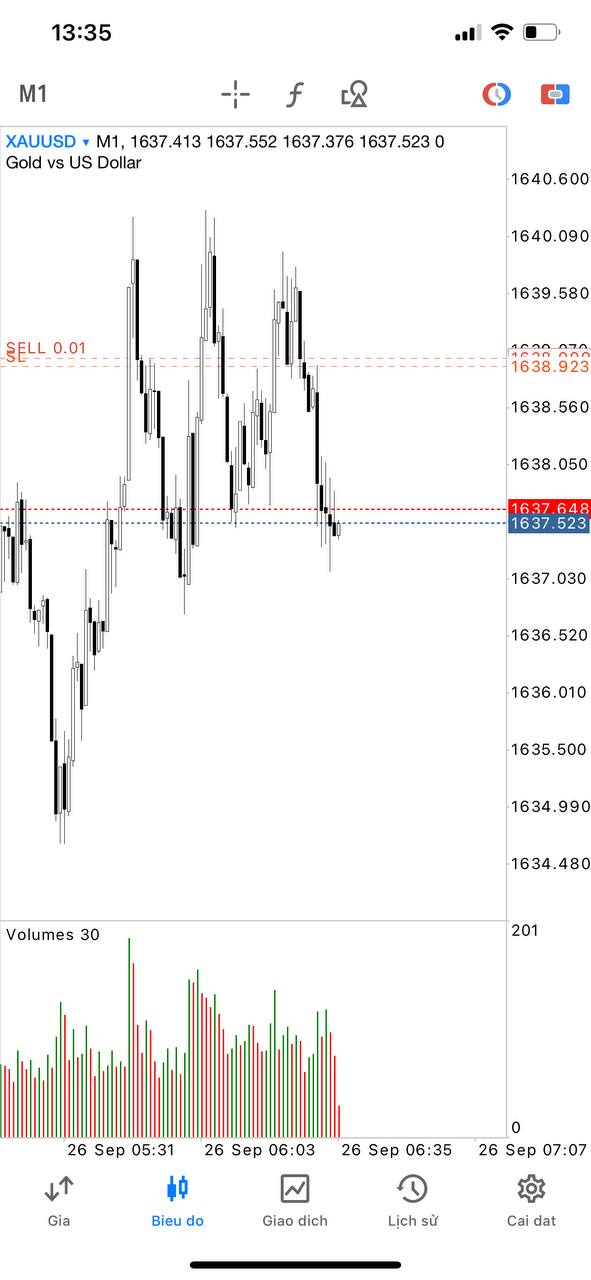 13:35
M1
XAUUSD ▾ M1, 1637.413 1637.552 1637.376 1637.523 0
Gold vs US Dollar
1640.600
1640.090
1639.580
SELL 0.01
SL
1638.923
1638.560
1638.050
1637.648
1637.523
1637.030
1636.520
1636.010
1635.500
1634.990
1634.480
Volumes 30
201
0
26 Sep 05:31 26 Sep 06:03 26 Sep 06:35 26 Sep 07:07
Gia Bieu do Giao dich Lịch sử Cai dat